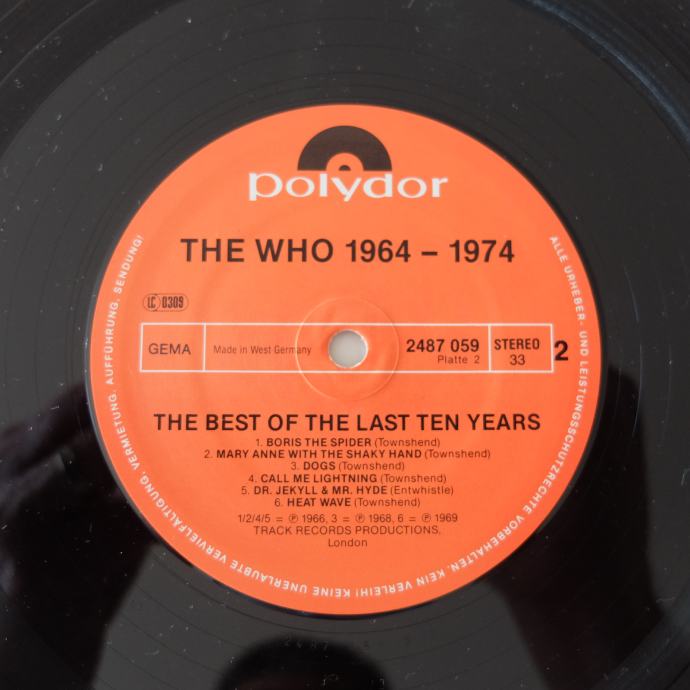 polydor
THE WHO 1964 – 1974
LC 0309
GEMA
Made in West Germany
2487 059
Platte 2
STEREO
33
2
THE BEST OF THE LAST TEN YEARS
1. BORIS THE SPIDER (Townshend)
2. MARY ANNE WITH THE SHAKY HAND (Townshend)
3. DOGS (Townshend)
4. CALL ME LIGHTNING (Townshend)
5. DR. JEKYLL & MR. HYDE (Entwhistle)
6. HEAT WAVE (Townshend)
1/2/4/5 = ℗ 1966, 3 = ℗ 1968, 6 = ℗ 1969
TRACK RECORDS PRODUCTIONS,
London
ALLE URHEBER- UND LEISTUNGSSCHUTZRECHTE VORBEHALTEN. KEIN VERLEIH! KEINE UNERLAUBTE VERVIELFÄLTIGUNG, VERMIETUNG, AUFFÜHRUNG, SENDUNG!